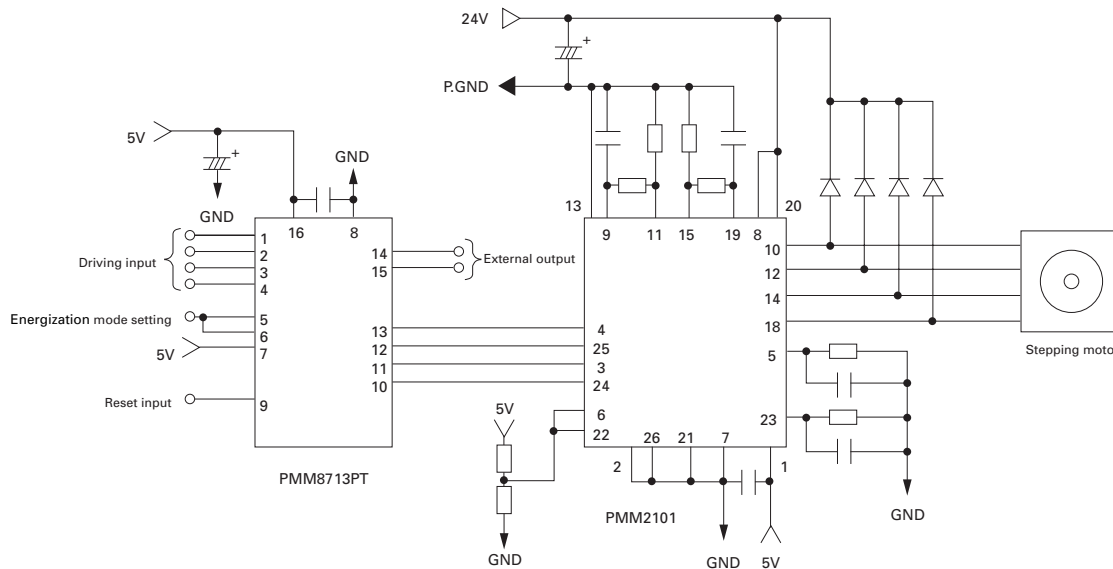 24V
+
P.GND
5V
+
GND
GND
13
20
16
8
9
11
15
19
8
1
2
3
4
Driving input
14
15
External output
10
12
14
18
Stepping moto
Energization mode setting
5
6
5V
7
13
12
11
10
4
25
3
24
5
Reset input
9
5V
6
22
23
26
21
7
2
1
PMM8713PT
PMM2101
GND
GND
GND
5V